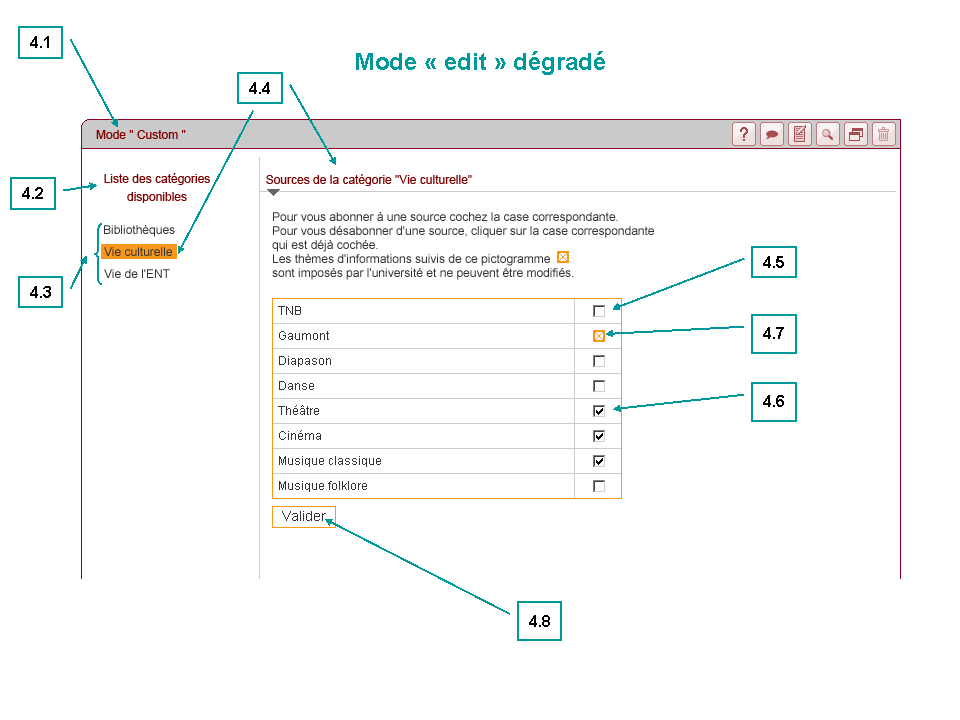 4.1
Mode « edit » dégradé
4.4
Mode " Custom "
?
4.2
Liste des catégories
disponibles
Sources de la catégorie "Vie culturelle"
Bibliothèques
Vie culturelle
Vie de l'ENT
4.3
Pour vous abonner à une source cochez la case correspondante.
Pour vous désabonner d'une source, cliquer sur la case correspondante
qui est déjà cochée.
Les thèmes d'informations suivis de ce pictogramme
sont imposés par l'université et ne peuvent être modifiés.
4.5
TNB
Gaumont
4.7
Diapason
Danse
Théâtre
4.6
Cinéma
Musique classique
Musique folklore
Valider
4.8